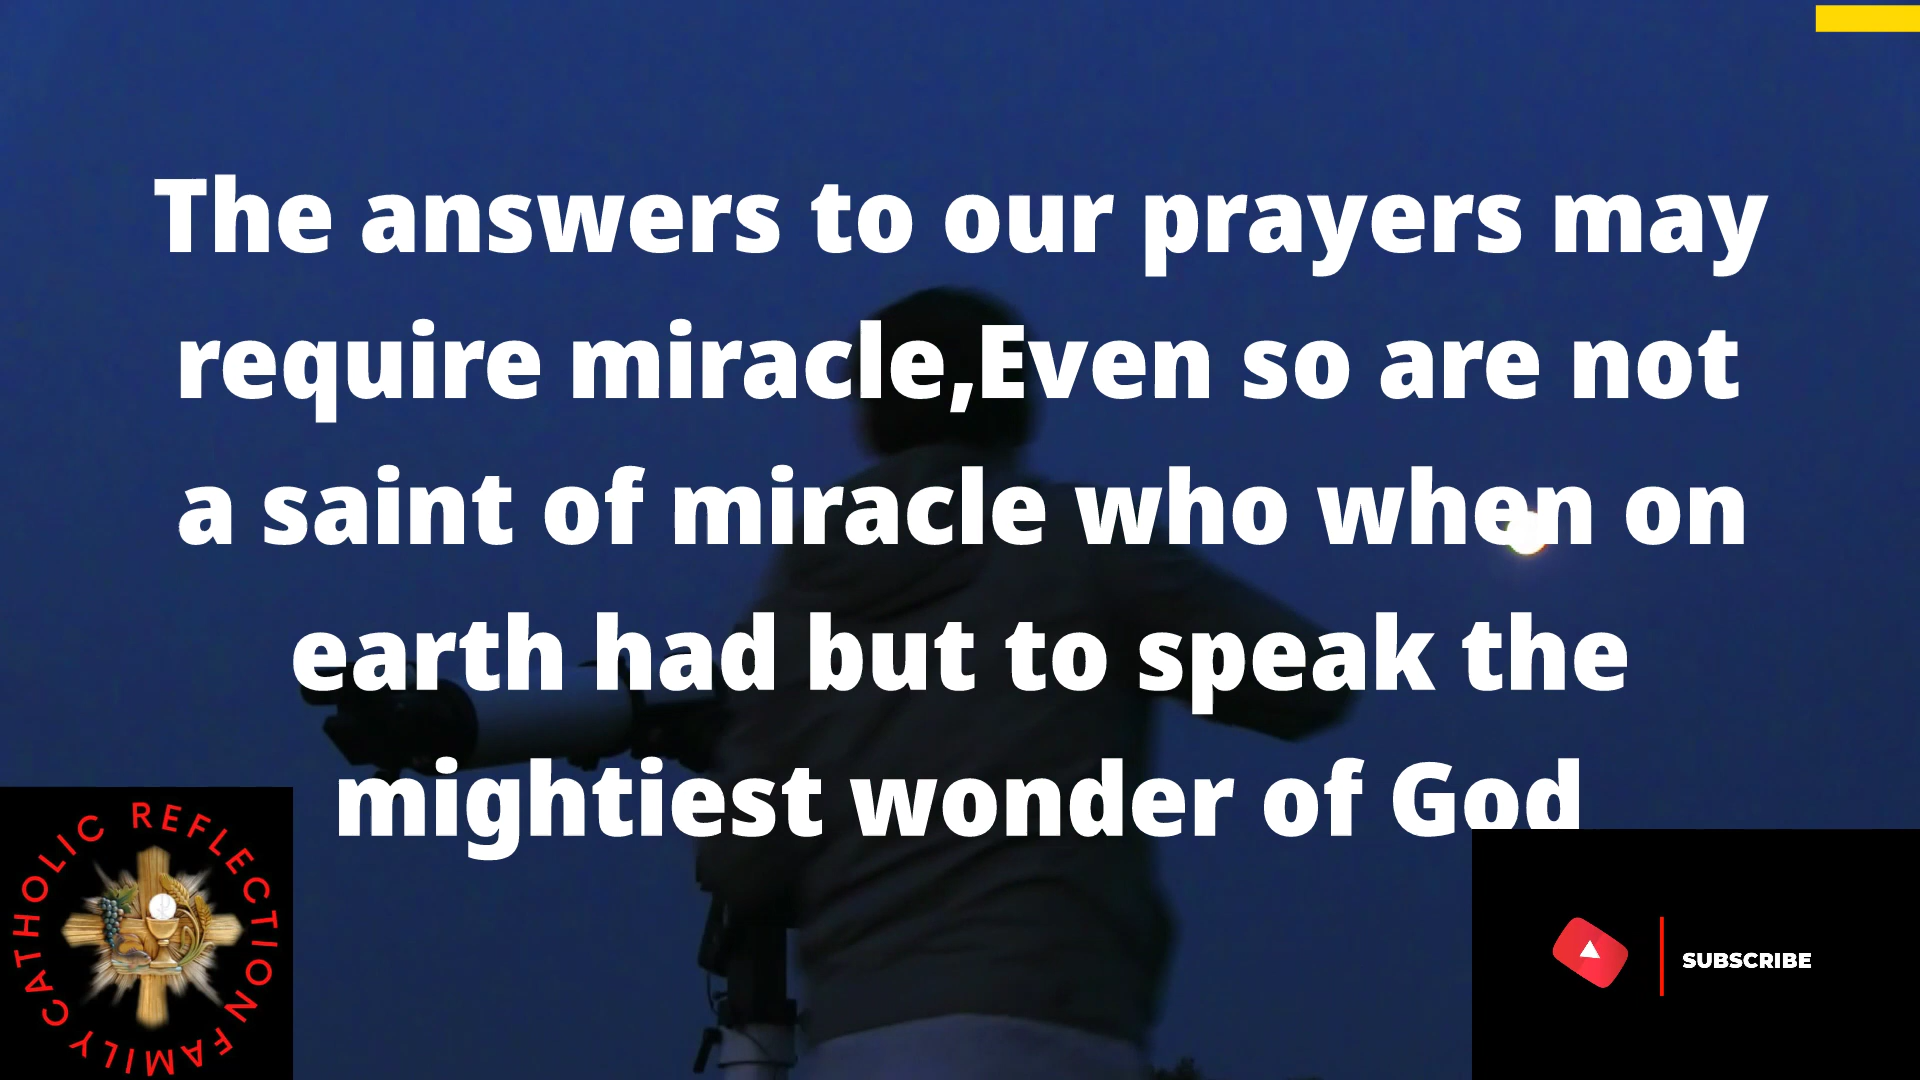 The answers to our prayers may
require miracle,Even so are not
a saint of miracle who when on
earth had but to speak the
mightiest wonder of God
CATHOLIC REFLECTION FAMILY
SUBSCRIBE